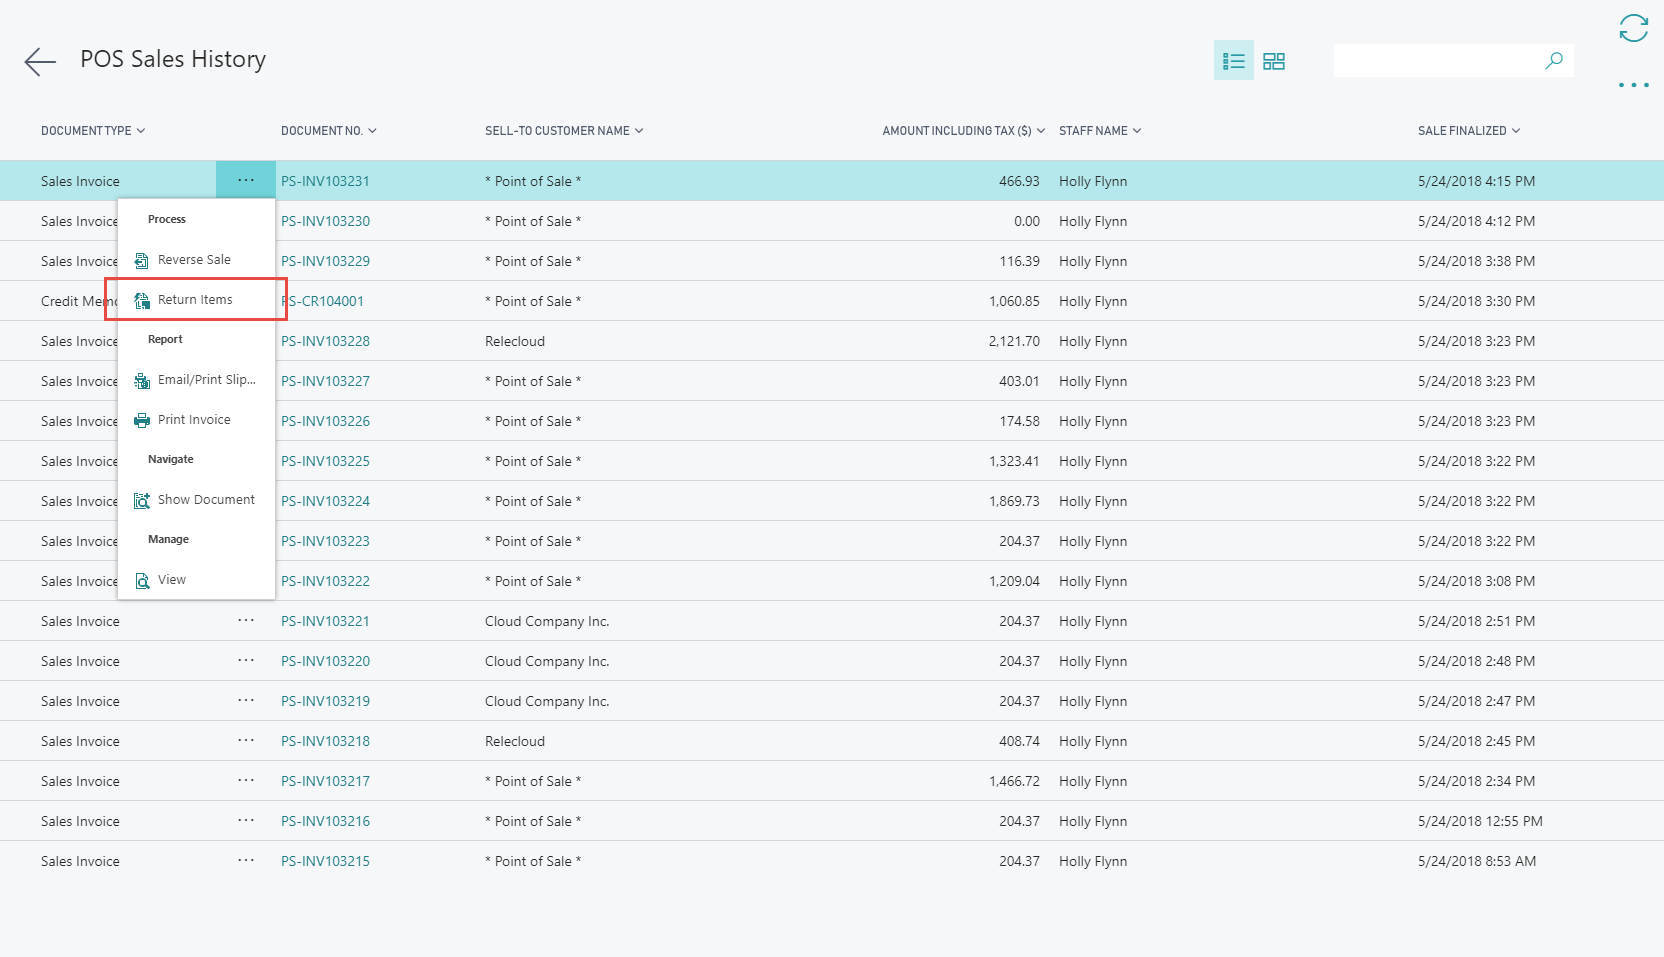 POS Sales History
DOCUMENT TYPE DOCUMENT NO. SELL-TO CUSTOMER NAME AMOUNT INCLUDING TAX ($) STAFF NAME SALE FINALIZED
Sales Invoice ··· PS-INV103231 * Point of Sale * 466.93 Holly Flynn 5/24/2018 4:15 PM
Sales Invoice PS-INV103230 * Point of Sale * 0.00 Holly Flynn 5/24/2018 4:12 PM
Sales Invoice PS-INV103229 * Point of Sale * 116.39 Holly Flynn 5/24/2018 3:38 PM
Credit Memo PS-CR104001 * Point of Sale * 1,060.85 Holly Flynn 5/24/2018 3:30 PM
Sales Invoice PS-INV103228 Relecloud 2,121.70 Holly Flynn 5/24/2018 3:23 PM
Sales Invoice PS-INV103227 * Point of Sale * 403.01 Holly Flynn 5/24/2018 3:23 PM
Sales Invoice PS-INV103226 * Point of Sale * 174.58 Holly Flynn 5/24/2018 3:23 PM
Sales Invoice PS-INV103225 * Point of Sale * 1,323.41 Holly Flynn 5/24/2018 3:22 PM
Sales Invoice PS-INV103224 * Point of Sale * 1,869.73 Holly Flynn 5/24/2018 3:22 PM
Sales Invoice PS-INV103223 * Point of Sale * 204.37 Holly Flynn 5/24/2018 3:22 PM
Sales Invoice PS-INV103222 * Point of Sale * 1,209.04 Holly Flynn 5/24/2018 3:08 PM
Sales Invoice ··· PS-INV103221 Cloud Company Inc. 204.37 Holly Flynn 5/24/2018 2:51 PM
Sales Invoice ··· PS-INV103220 Cloud Company Inc. 204.37 Holly Flynn 5/24/2018 2:48 PM
Sales Invoice ··· PS-INV103219 Cloud Company Inc. 204.37 Holly Flynn 5/24/2018 2:47 PM
Sales Invoice ··· PS-INV103218 Relecloud 408.74 Holly Flynn 5/24/2018 2:45 PM
Sales Invoice ··· PS-INV103217 * Point of Sale * 1,466.72 Holly Flynn 5/24/2018 2:34 PM
Sales Invoice ··· PS-INV103216 * Point of Sale * 204.37 Holly Flynn 5/24/2018 12:55 PM
Sales Invoice ··· PS-INV103215 * Point of Sale * 204.37 Holly Flynn 5/24/2018 8:53 AM
Process
Reverse Sale
Return Items
Report
Email/Print Slip...
Print Invoice
Navigate
Show Document
Manage
View